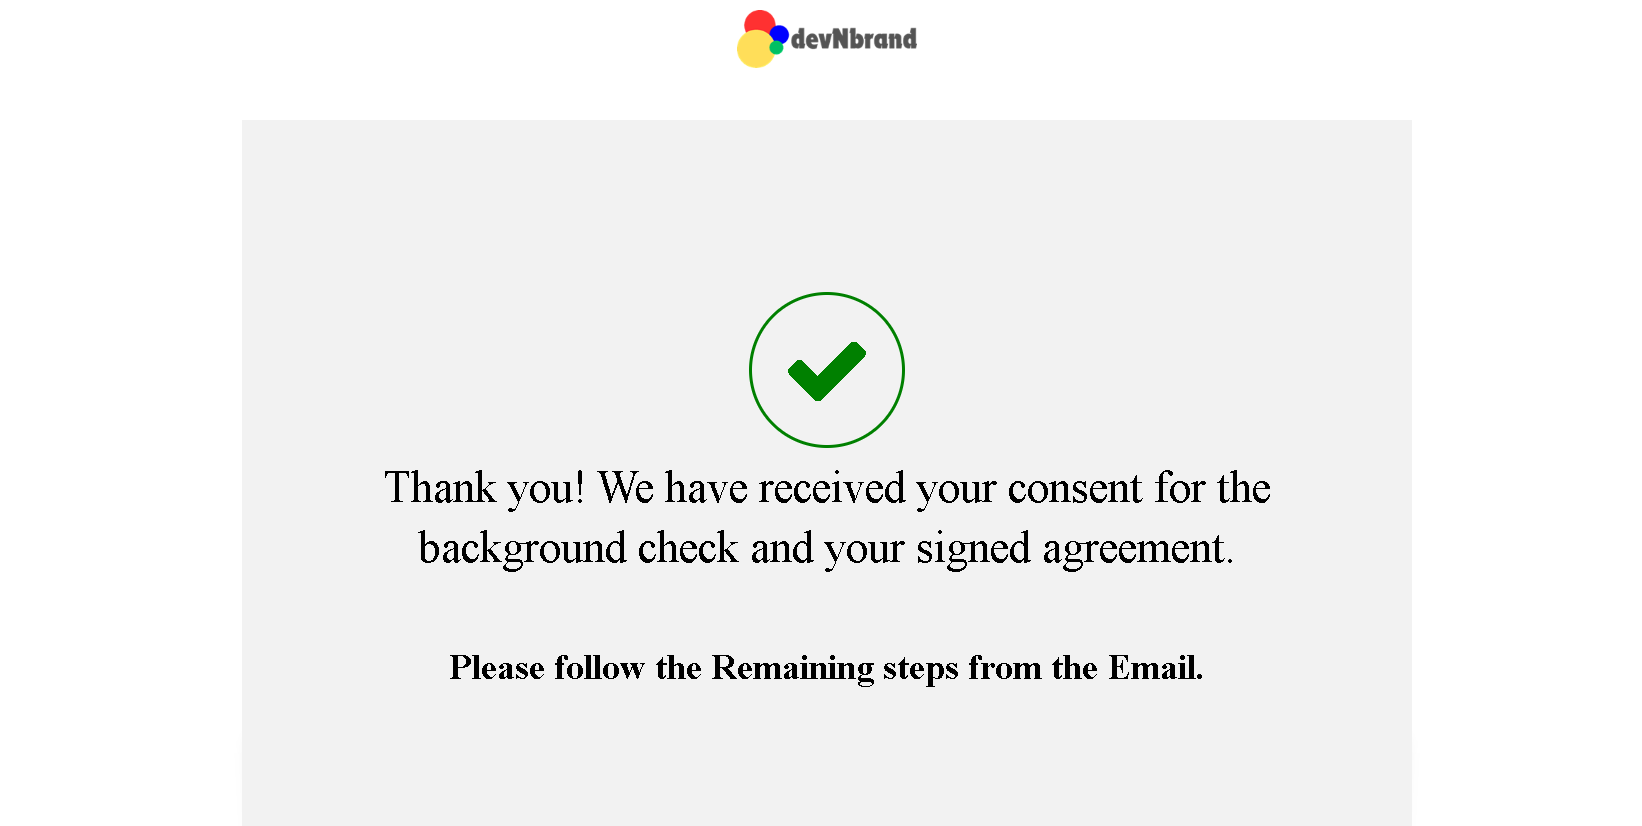 devNbrand
Thank you! We have received your consent for the
background check and your signed agreement.
Please follow the Remaining steps from the Email.